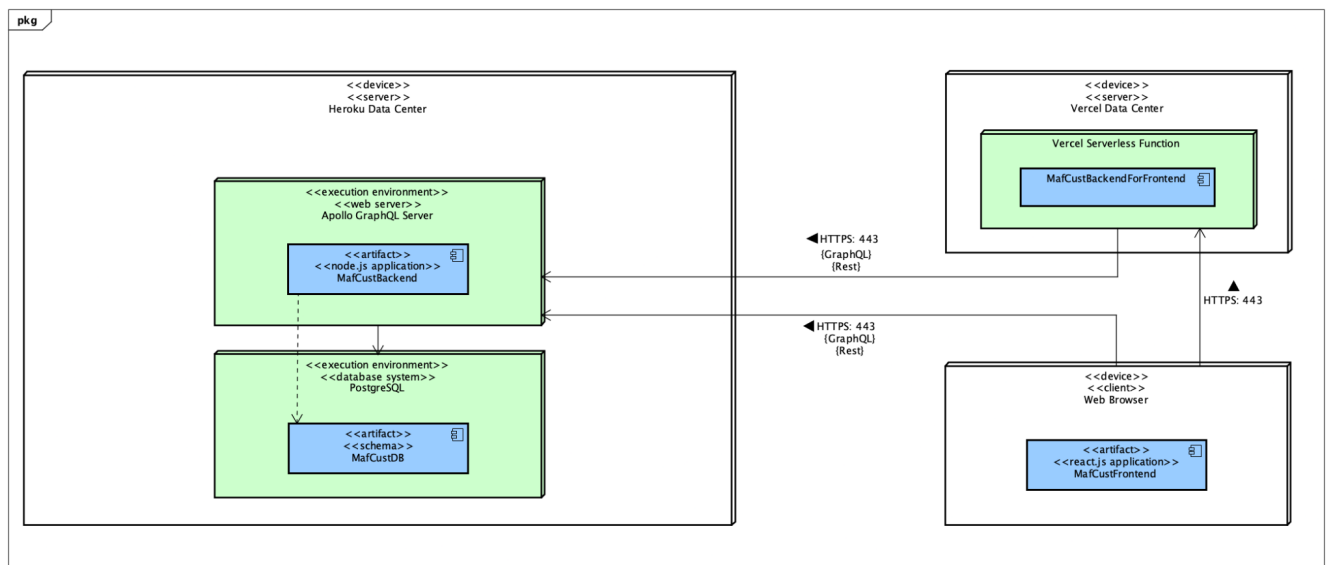 pkg
<<device>>
<<server>>
Heroku Data Center
<<execution environment>>
<<web server>>
Apollo GraphQL Server
<<artifact>>
<<node.js application>>
MafCustBackend
<<execution environment>>
<<database system>>
PostgreSQL
<<artifact>>
<<schema>>
MafCustDB
HTTPS: 443
{GraphQL}
{Rest}
HTTPS: 443
{GraphQL}
{Rest}
<<device>>
<<server>>
Vercel Data Center
Vercel Serverless Function
MafCustBackendForFrontend
HTTPS: 443
<<device>>
<<client>>
Web Browser
<<artifact>>
<<react.js application>>
MafCustFrontend